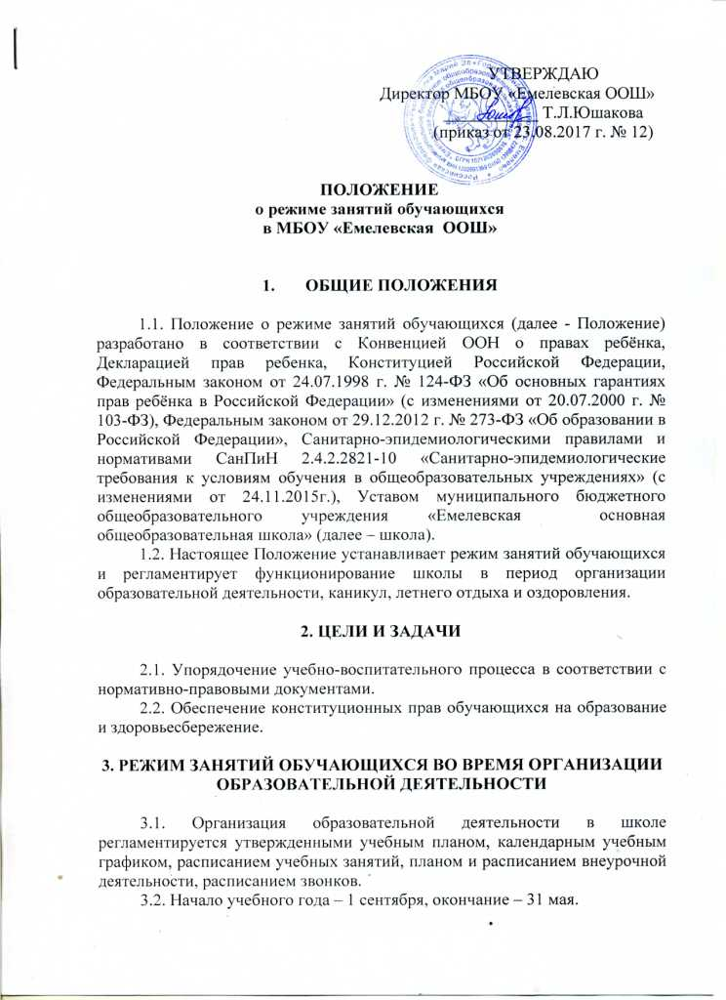 УТВЕРЖДАЮ
Директор МБОУ «Емелевская ООШ»
Т.Л.Юшакова
(приказ от 23.08.2017 г. № 12)
ПОЛОЖЕНИЕ
о режиме занятий обучающихся
в МБОУ «Емелевская ООШ»
1. ОБЩИЕ ПОЛОЖЕНИЯ
1.1. Положение о режиме занятий обучающихся (далее - Положение)
разработано в соответствии с Конвенцией ООН о правах ребёнка,
Декларацией прав ребенка, Конституцией Российской Федерации,
Федеральным законом от 24.07.1998 г. № 124-ФЗ «Об основных гарантиях
прав ребёнка в Российской Федерации» (с изменениями от 20.07.2000 г. №
103-ФЗ), Федеральным законом от 29.12.2012 г. № 273-ФЗ «Об образовании в
Российской Федерации», Санитарно-эпидемиологическими правилами и
нормативами СанПиН 2.4.2.2821-10 «Санитарно-эпидемиологические
требования к условиям обучения в общеобразовательных учреждениях» (с
изменениями от 24.11.2015г.), Уставом муниципального бюджетного
общеобразовательного учреждения «Емелевская основная
общеобразовательная школа» (далее – школа).
1.2. Настоящее Положение устанавливает режим занятий обучающихся
и регламентирует функционирование школы в период организации
образовательной деятельности, каникул, летнего отдыха и оздоровления.
2. ЦЕЛИ И ЗАДАЧИ
2.1. Упорядочение учебно-воспитательного процесса в соответствии с
нормативно-правовыми документами.
2.2. Обеспечение конституционных прав обучающихся на образование
и здоровьесбережение.
3. РЕЖИМ ЗАНЯТИЙ ОБУЧАЮЩИХСЯ ВО ВРЕМЯ ОРГАНИЗАЦИИ
ОБРАЗОВАТЕЛЬНОЙ ДЕЯТЕЛЬНОСТИ
3.1. Организация образовательной деятельности в школе
регламентируется утвержденными учебным планом, календарным учебным
графиком, расписанием учебных занятий, планом и расписанием внеурочной
деятельности, расписанием звонков.
3.2. Начало учебного года – 1 сентября, окончание – 31 мая.